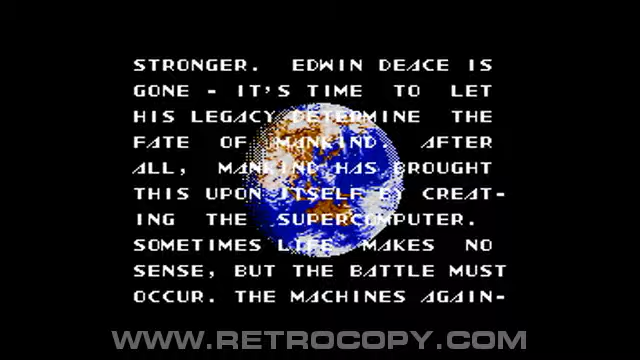 STRONGER. EDWIN DEACE IS
GONE - IT'S TIME TO LET
HIS LEGACY DETERMINE THE
FATE OF MANKIND. AFTER
ALL, MANKIND HAS BROUGHT
THIS UPON ITSELF BY CREAT-
ING THE SUPERCOMPUTER.
SOMETIMES LIFE MAKES NO
SENSE, BUT THE BATTLE MUST
OCCUR. THE MACHINES AGAIN-
WWW.RETROCOPY.COM